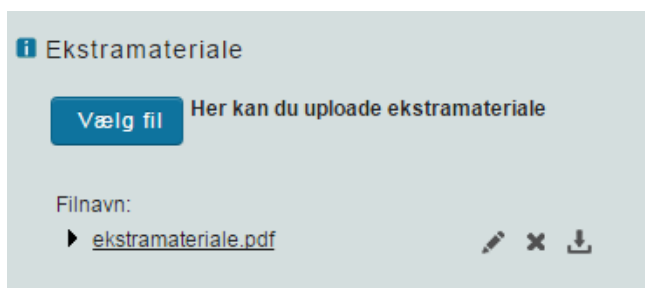 Ekstramateriale
Vælg fil
Her kan du uploade ekstramateriale
Filnavn:
ekstramateriale.pdf